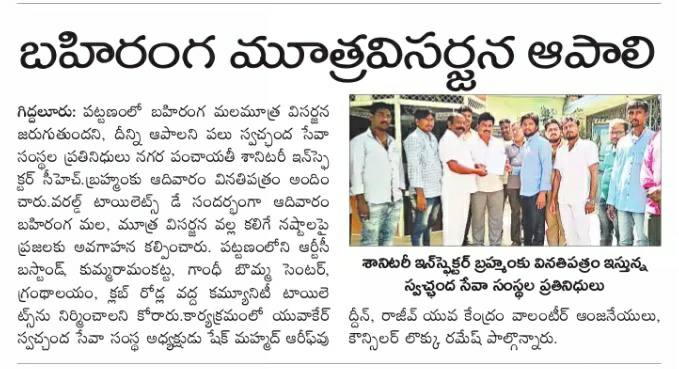 బహిరంగ మూత్రవిసర్జన ఆపాలి
గిద్దలూరు: పట్టణంలో బహిరంగ మలమూత్ర విసర్జన
జరుగుతుందని, దీన్ని ఆపాలని పలు స్వచ్ఛంద సేవా
సంస్థల ప్రతినిధులు నగర పంచాయతీ శానిటరీ ఇన్‌స్పె
క్టర్ సీహెచ్.బ్రహ్మంకు ఆదివారం వినతిపత్రం అందిం
చారు.వరల్డ్ టాయిలెట్స్ డే సందర్భంగా ఆదివారం
బహిరంగ మల, మూత్ర విసర్జన వల్ల కలిగే నష్టాలపై
ప్రజలకు అవగాహన కల్పించారు. పట్టణంలోని ఆర్టీసీ
బస్టాండ్, కుమ్మరాంకట్ట, గాంధీ బొమ్మ సెంటర్,
గ్రంథాలయం, క్లబ్ రోడ్ల వద్ద కమ్యూనిటీ టాయిలె
ట్స్‌ను నిర్మించాలని కోరారు.కార్యక్రమంలో యువాకేర్
స్వచ్ఛంద సేవా సంస్థ అధ్యక్షుడు షేక్ మహ్మద్ ఆరీఫ్‌వు
శానిటరీ ఇన్‌స్పెక్టర్ బ్రహ్మంకు వినతిపత్రం ఇస్తున్న
స్వచ్ఛంద సేవా సంస్థల ప్రతినిధులు
ద్దీన్, రాజీవ్ యువ కేంద్రం వాలంటీర్ ఆంజనేయులు,
కౌన్సిలర్ లొక్కు రమేష్ పాల్గొన్నారు.